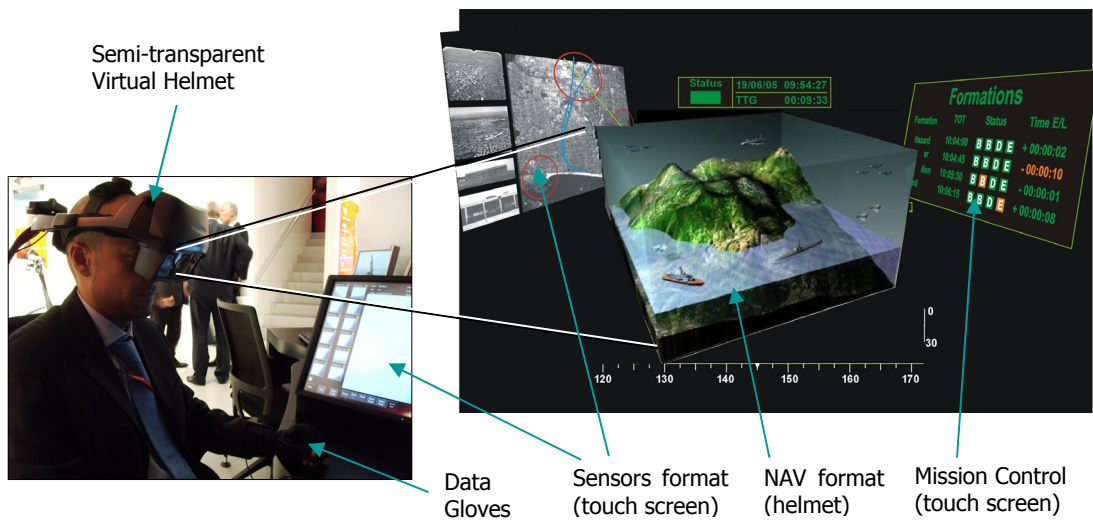 Semi-transparent
Virtual Helmet
Status
19/06/05 09:54:27
TTG 00:09:33
Formations
Formation TOT Status Time E/L
Hazard 10:04:00 B B D E + 00:00:02
er 10:04:45 B B D E - 00:00:10
10:05:30 B B D E - 00:00:01
10:06:15 B B D E + 00:00:08
0
30
120 130 140 150 160 170
Data
Gloves
Sensors format
(touch screen)
NAV format
(helmet)
Mission Control
(touch screen)